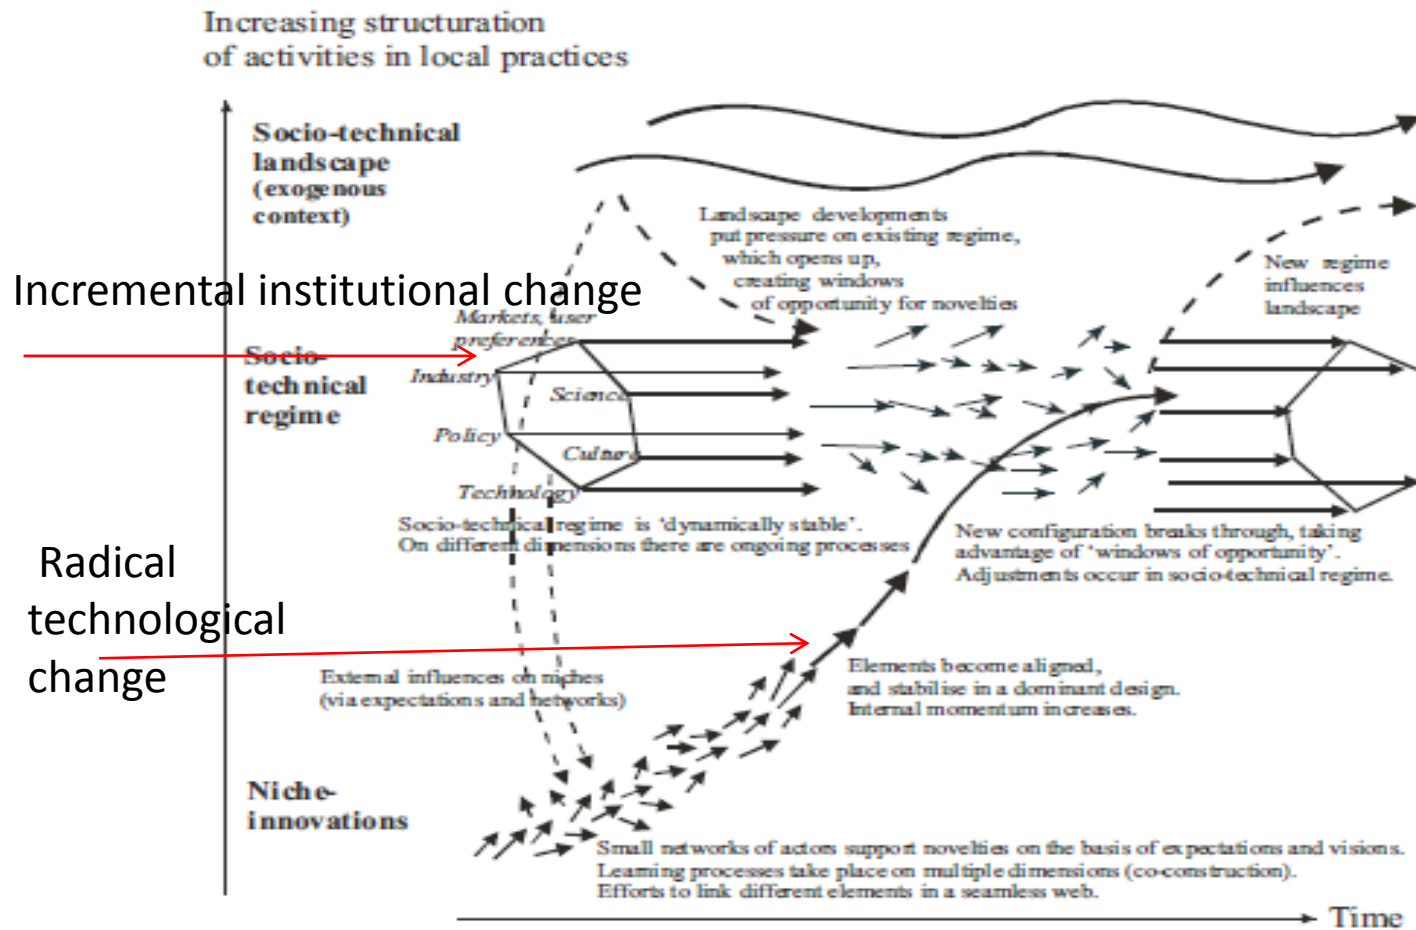 Increasing structuration
of activities in local practices
Socio-technical
landscape
(exogenous
context)
Landscape developments
put pressure on existing regime,
which opens up,
creating windows
of opportunity for novelties
New regime
influences
landscape
Incremental institutional change
Markets, user
preferences
Socio-
technical
regime
Industry
Science
Policy
Culture
Technology
Socio-technical regime is ‘dynamically stable’.
On different dimensions there are ongoing processes
New configuration breaks through, taking
advantage of ‘windows of opportunity’.
Adjustments occur in socio-technical regime.
Radical
technological
change
External influences on niches
(via expectations and networks)
Elements become aligned,
and stabilise in a dominant design.
Internal momentum increases.
Niche-
innovations
Small networks of actors support novelties on the basis of expectations and visions.
Learning processes take place on multiple dimensions (co-construction).
Efforts to link different elements in a seamless web.
Time